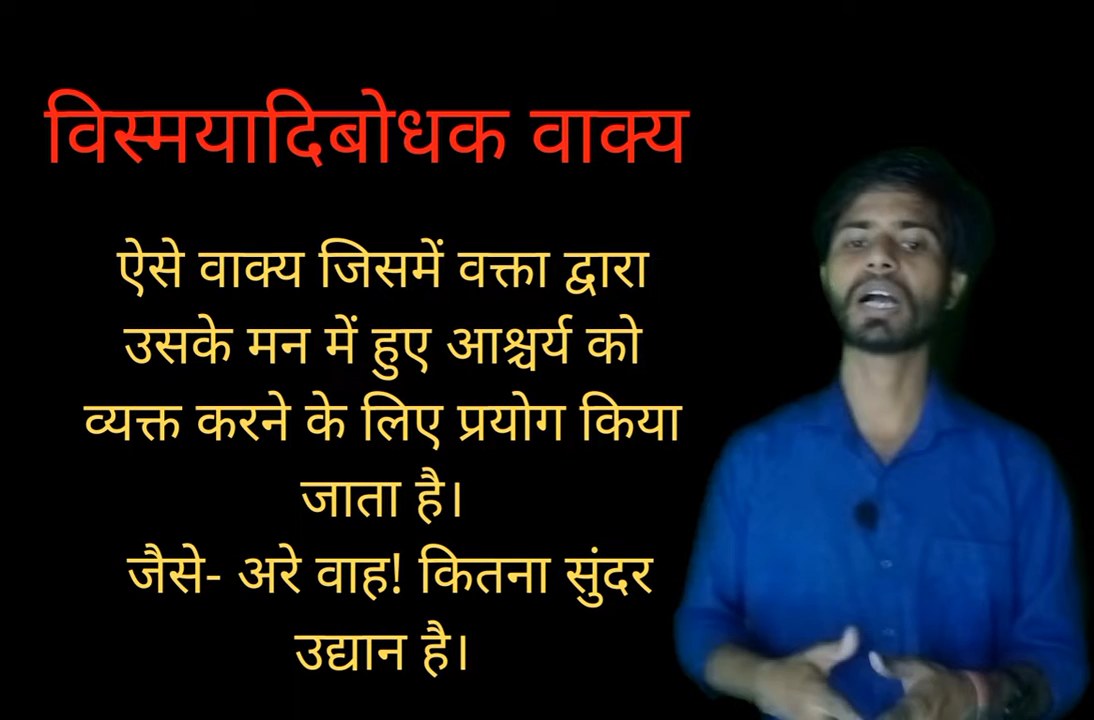 विस्मयादिबोधक वाक्य
ऐसे वाक्य जिसमें वक्ता द्वारा
उसके मन में हुए आश्चर्य को
व्यक्त करने के लिए प्रयोग किया
जाता है।
जैसे- अरे वाह! कितना सुंदर
उद्यान है।